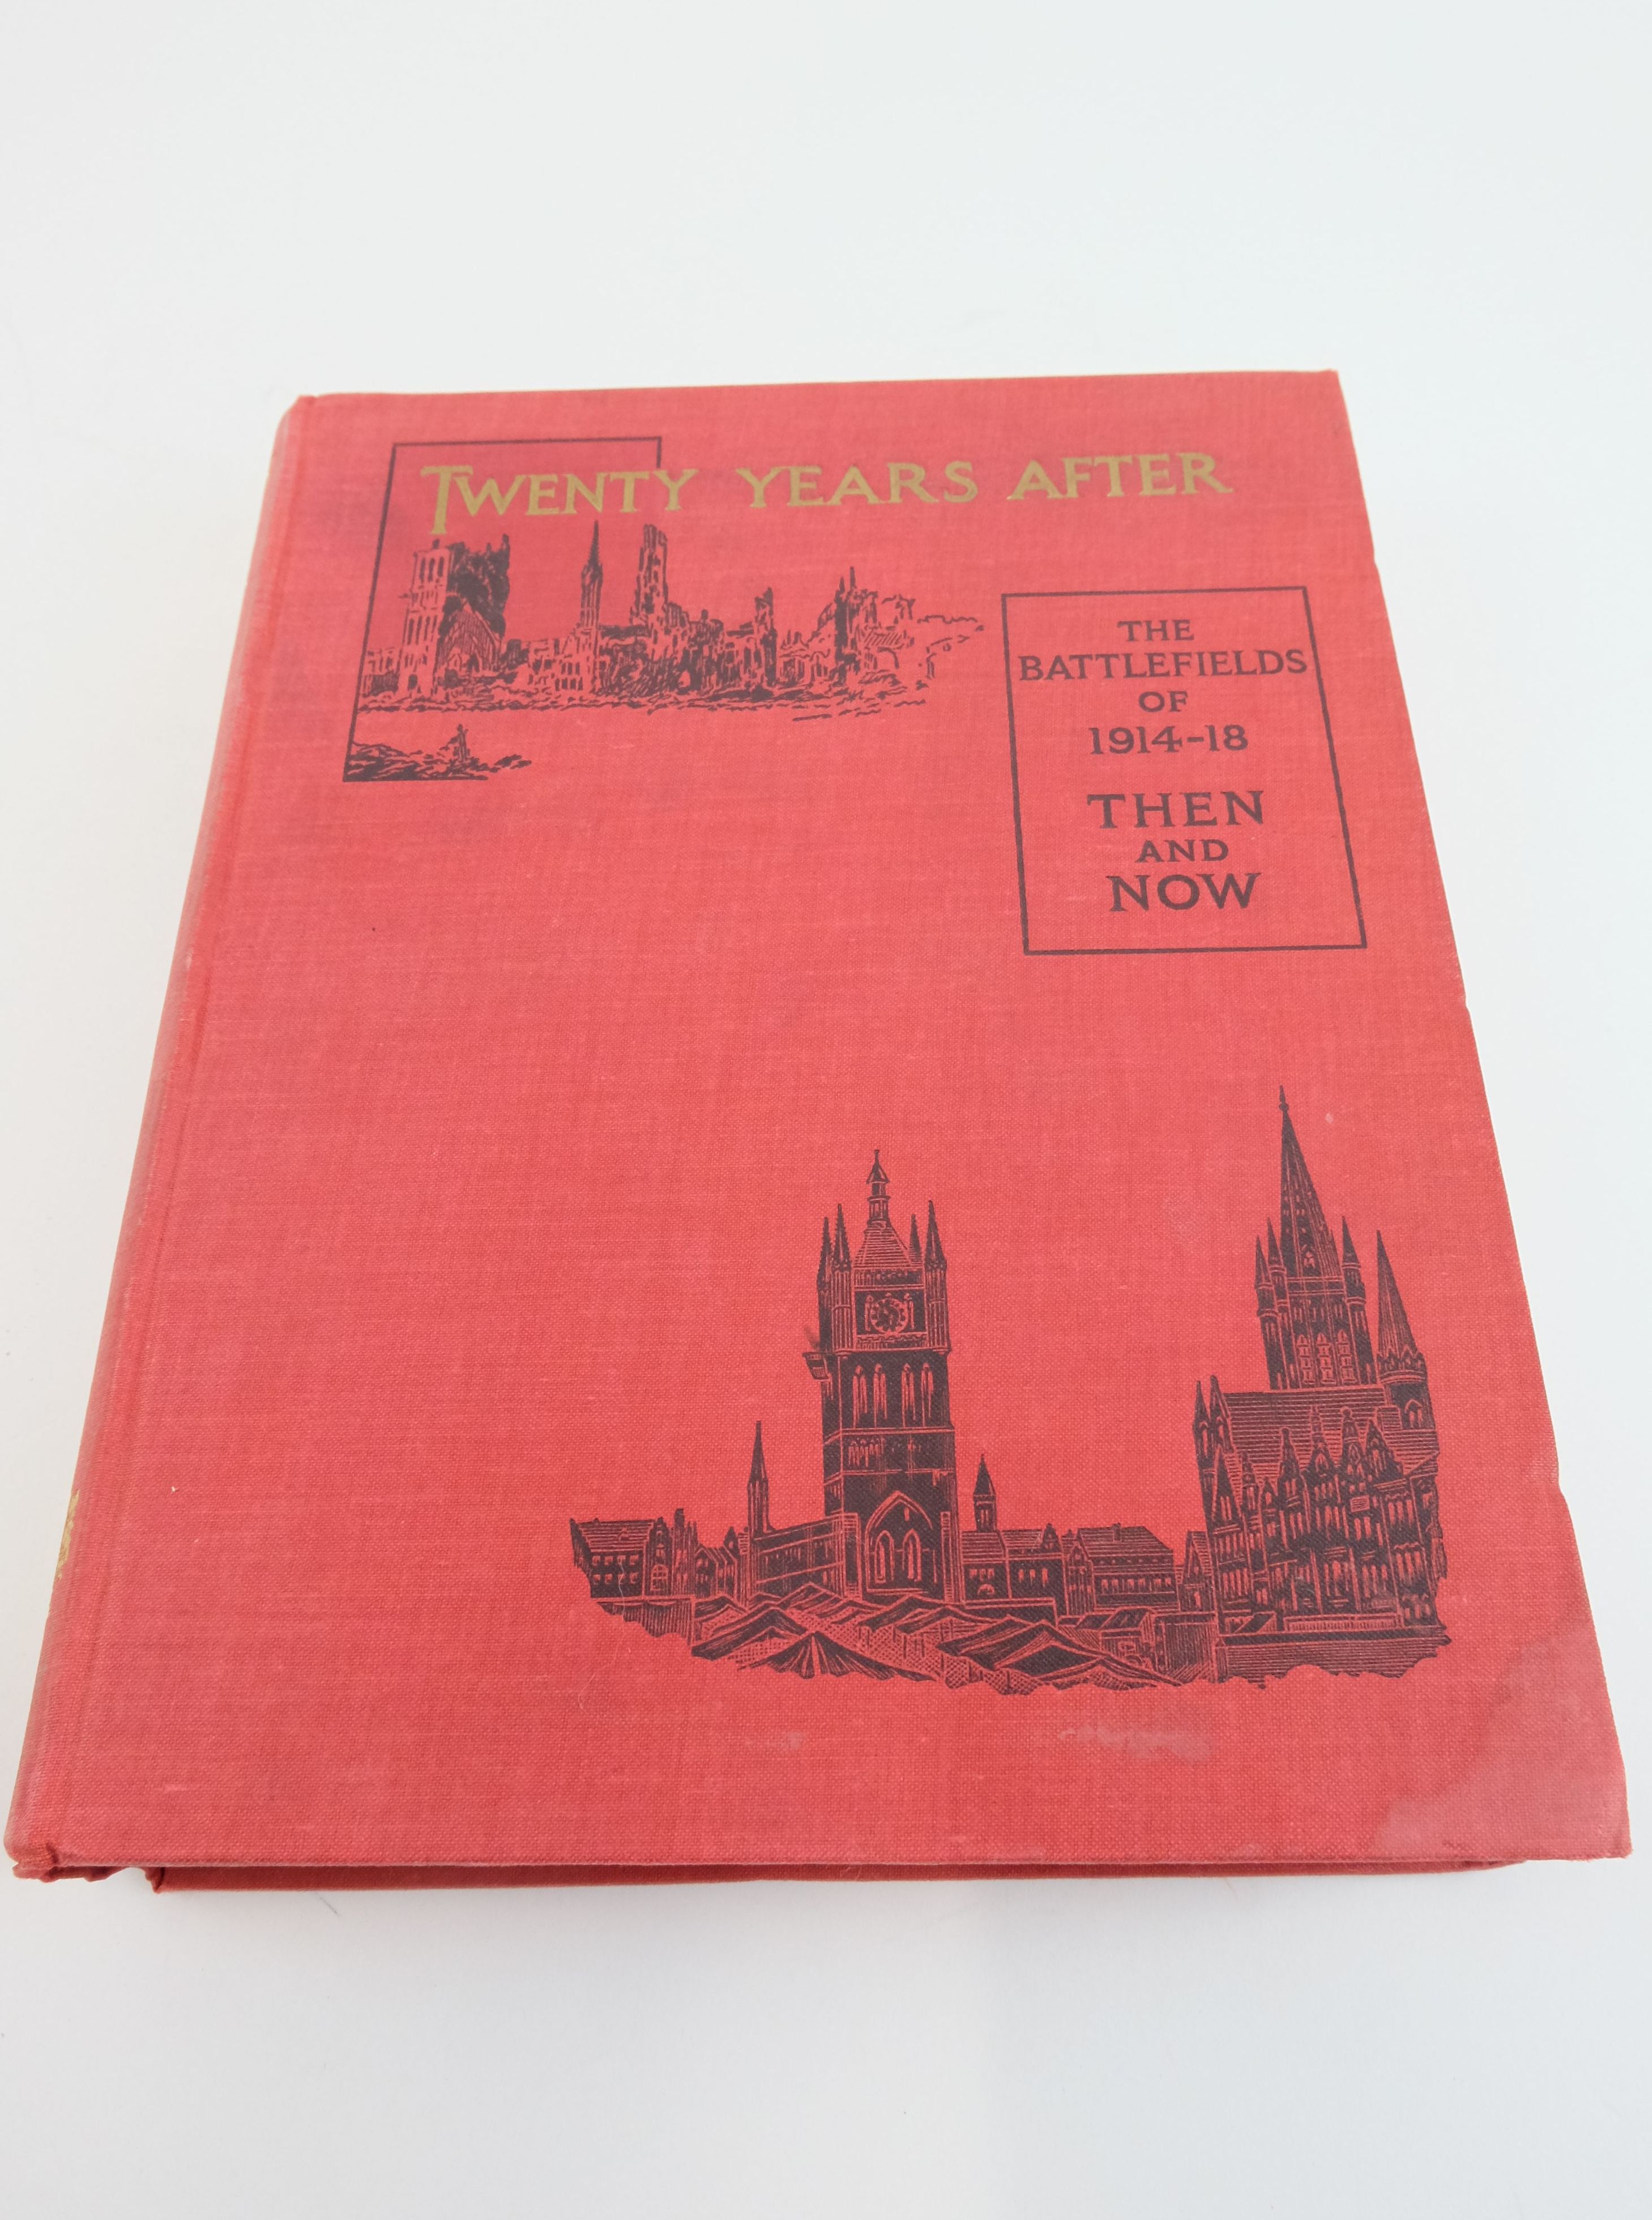 TWENTY YEARS AFTER
THE
BATTLEFIELDS
OF
1914-18
THEN
AND
NOW